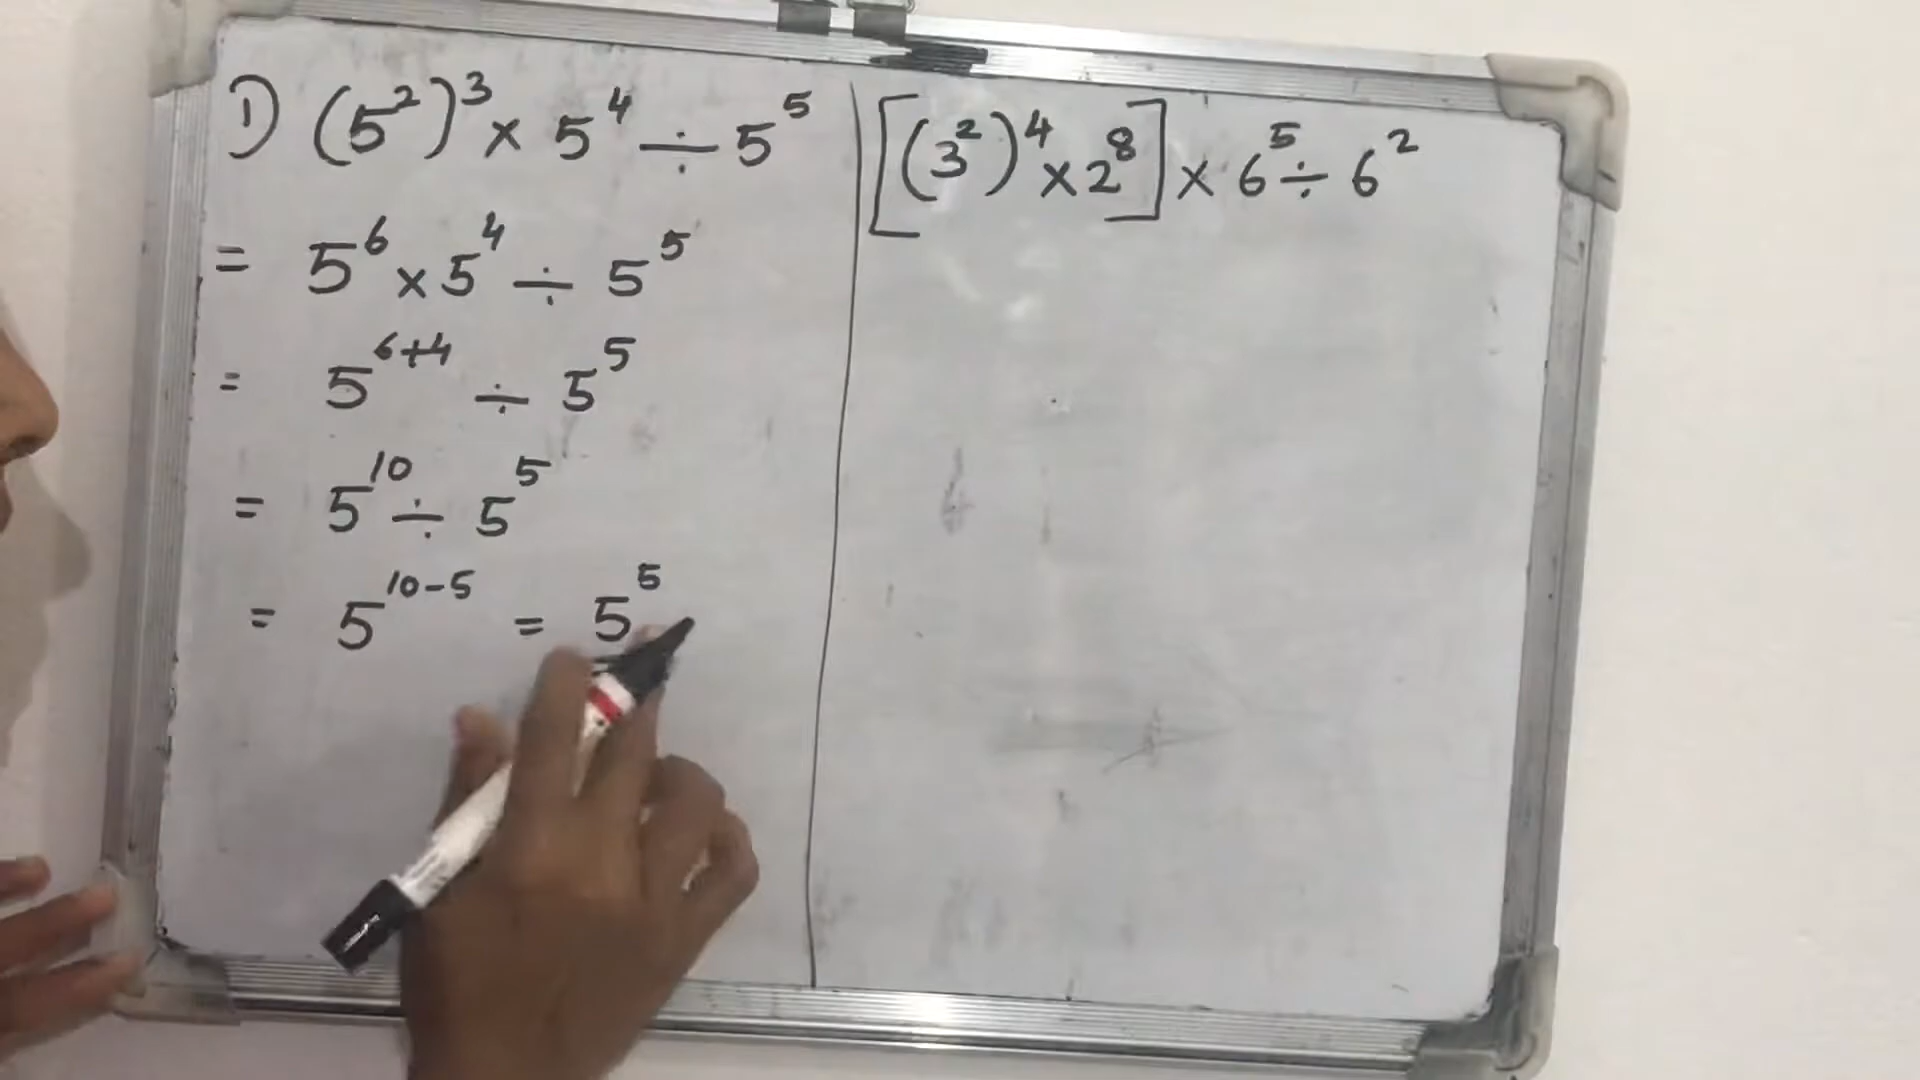 1) (5²)³ × 5⁴ ÷ 5⁵
= 5⁶ × 5⁴ ÷ 5⁵
= 5⁶⁺⁴ ÷ 5⁵
= 5¹⁰ ÷ 5⁵
= 5¹⁰⁻⁵ = 5⁵
[(3²)⁴ × 2⁸] × 6⁵ ÷ 6²